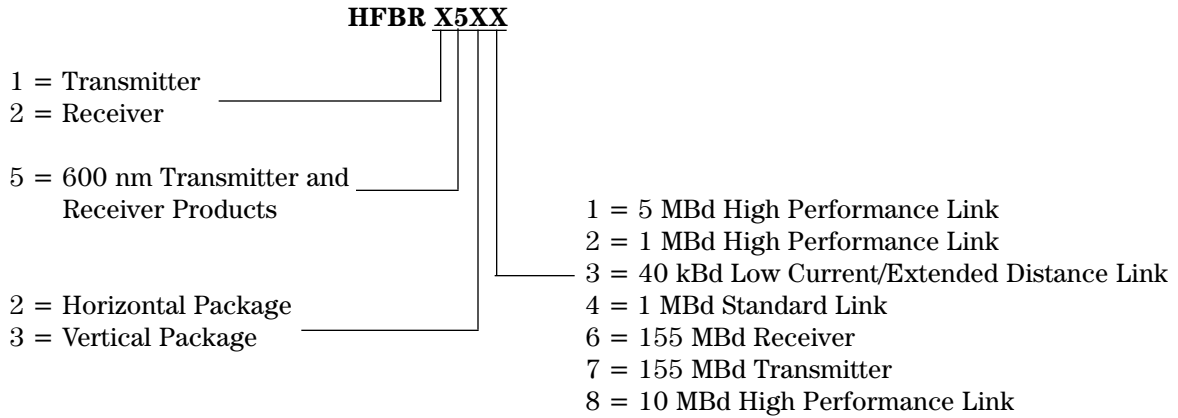 HFBR X5XX
1 = Transmitter
2 = Receiver
5 = 600 nm Transmitter and
Receiver Products
2 = Horizontal Package
3 = Vertical Package
1 = 5 MBd High Performance Link
2 = 1 MBd High Performance Link
3 = 40 kBd Low Current/Extended Distance Link
4 = 1 MBd Standard Link
6 = 155 MBd Receiver
7 = 155 MBd Transmitter
8 = 10 MBd High Performance Link